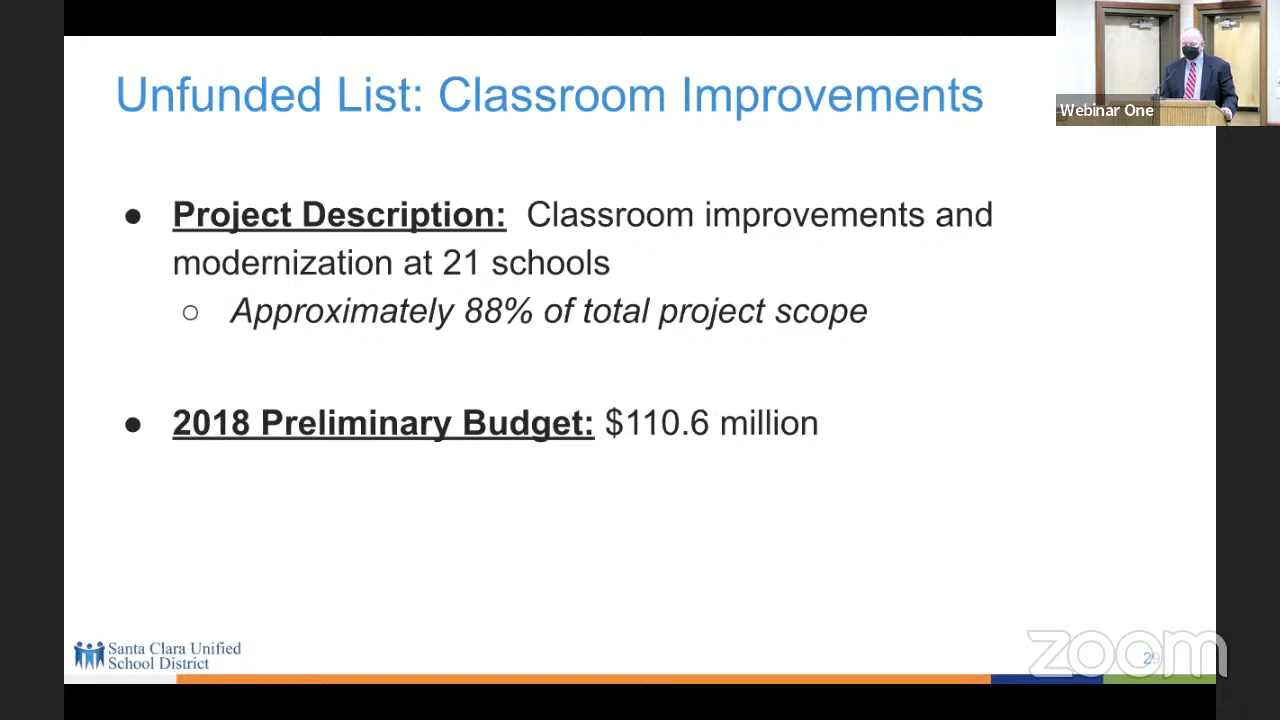 Unfunded List: Classroom Improvements
Webinar One
● Project Description: Classroom improvements and
modernization at 21 schools
○ Approximately 88% of total project scope
● 2018 Preliminary Budget: $110.6 million
Santa Clara Unified
School District
zoom
29